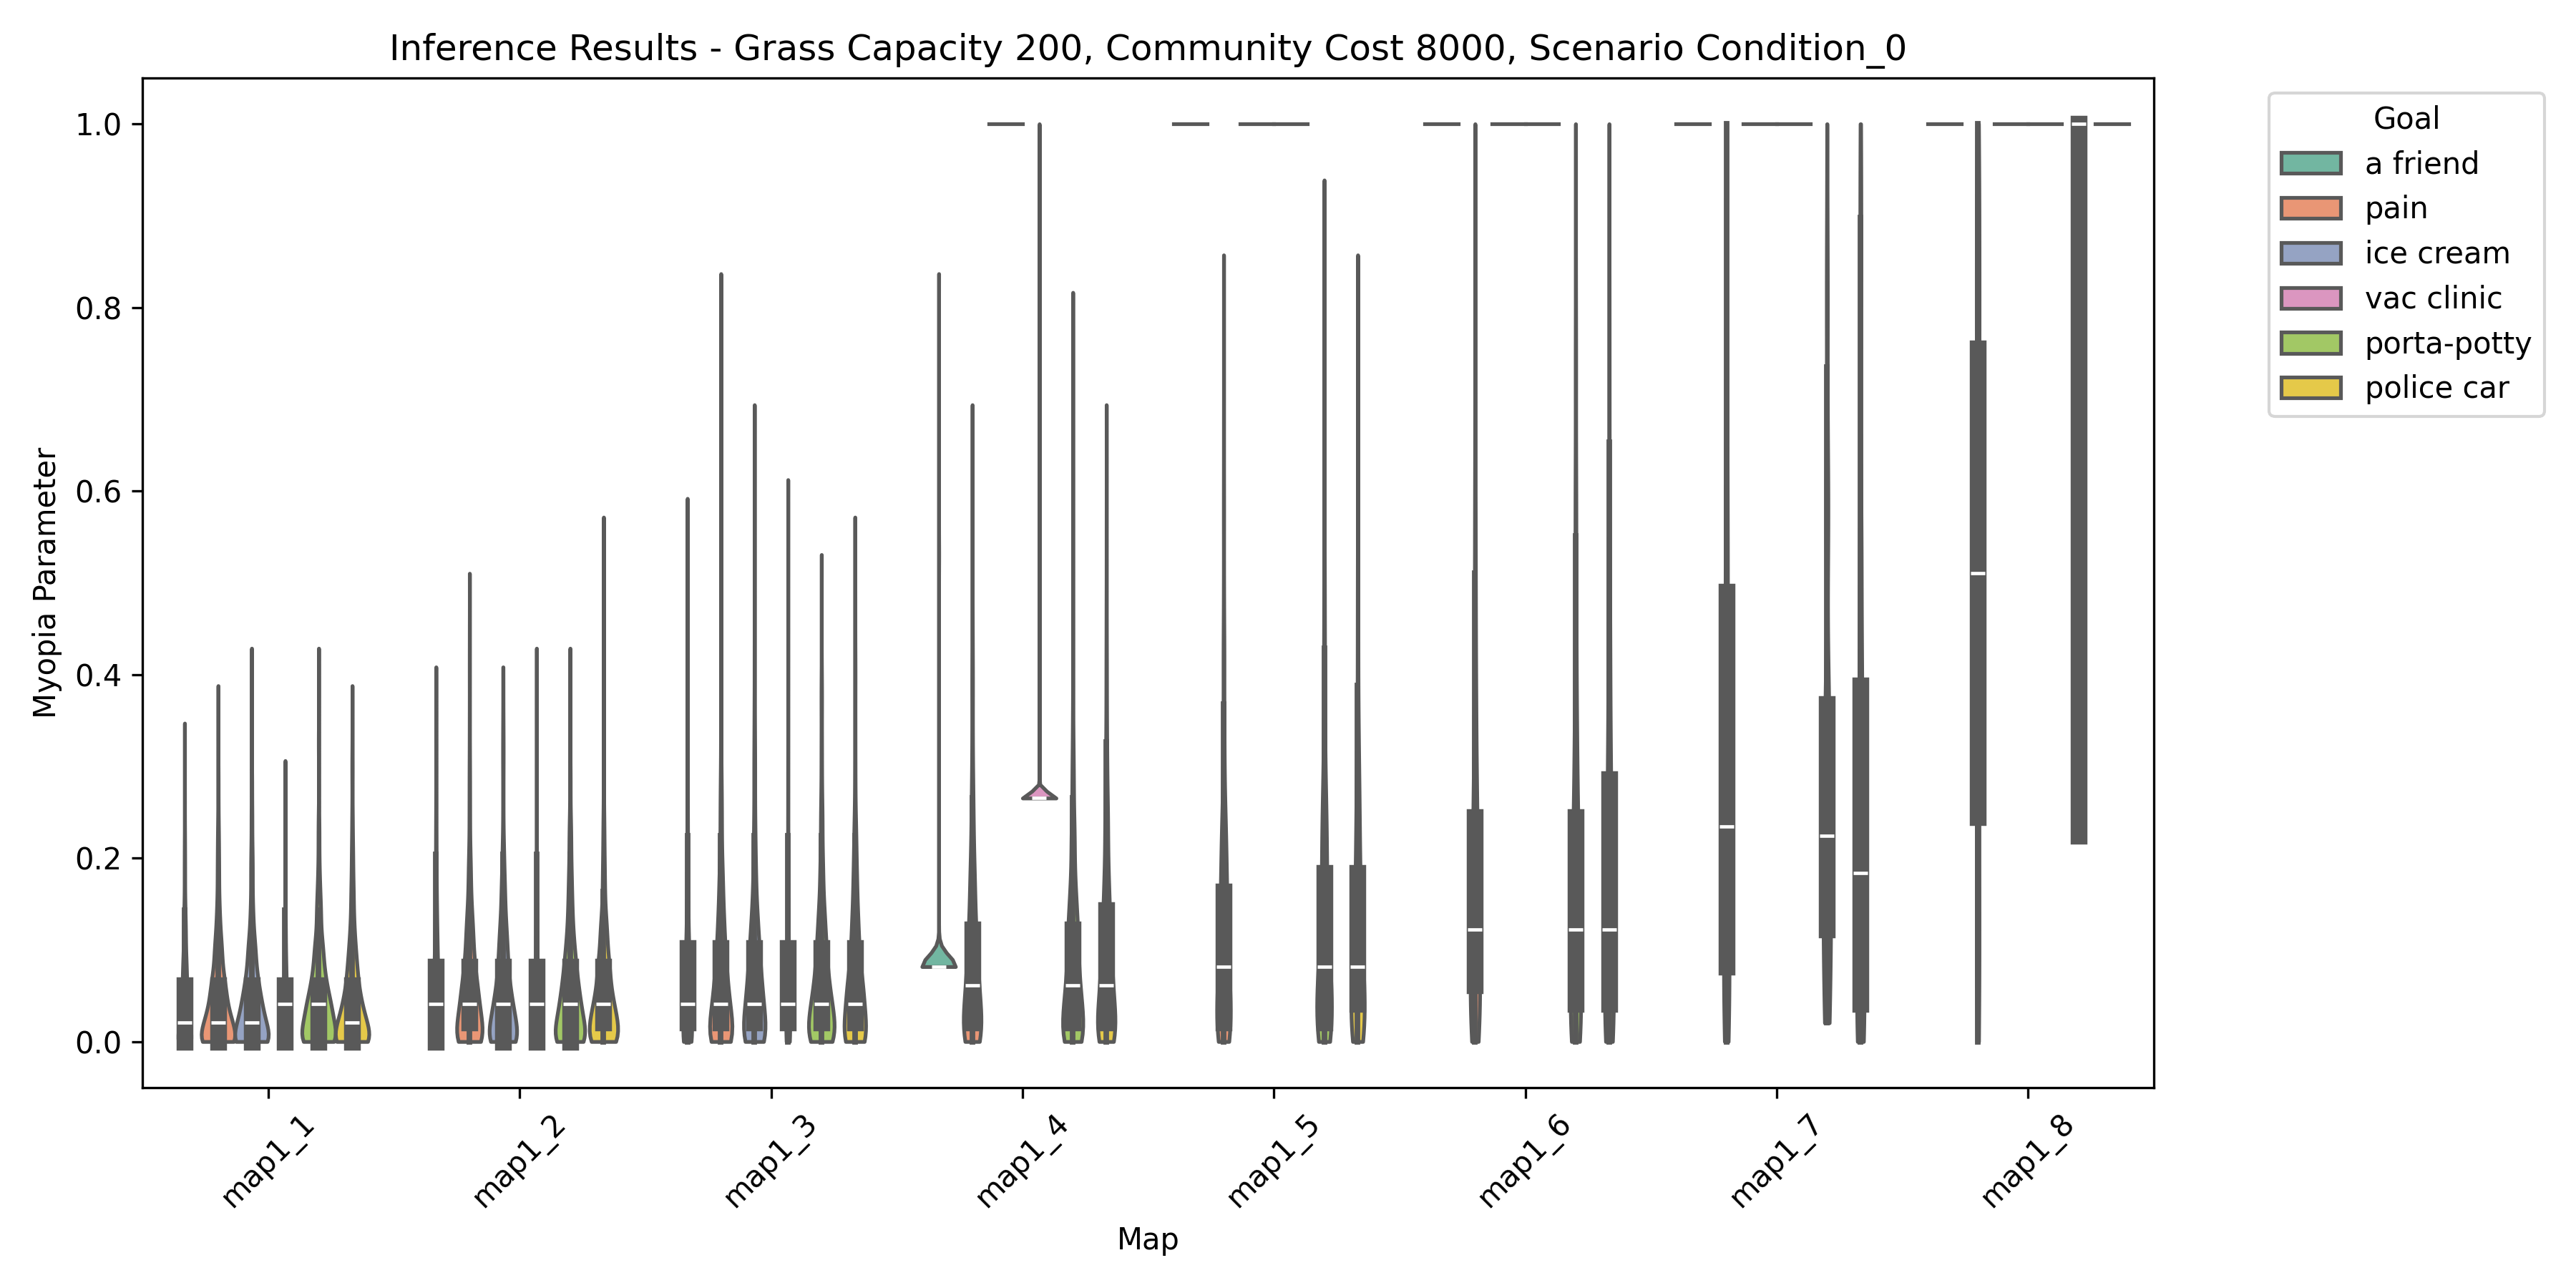 Inference Results - Grass Capacity 200, Community Cost 8000, Scenario Condition_0
Myopia Parameter
1.0
0.8
0.6
0.4
0.2
0.0
map1_1
map1_2
map1_3
map1_4
map1_5
map1_6
map1_7
map1_8
Map
Goal
a friend
pain
ice cream
vac clinic
porta-potty
police car